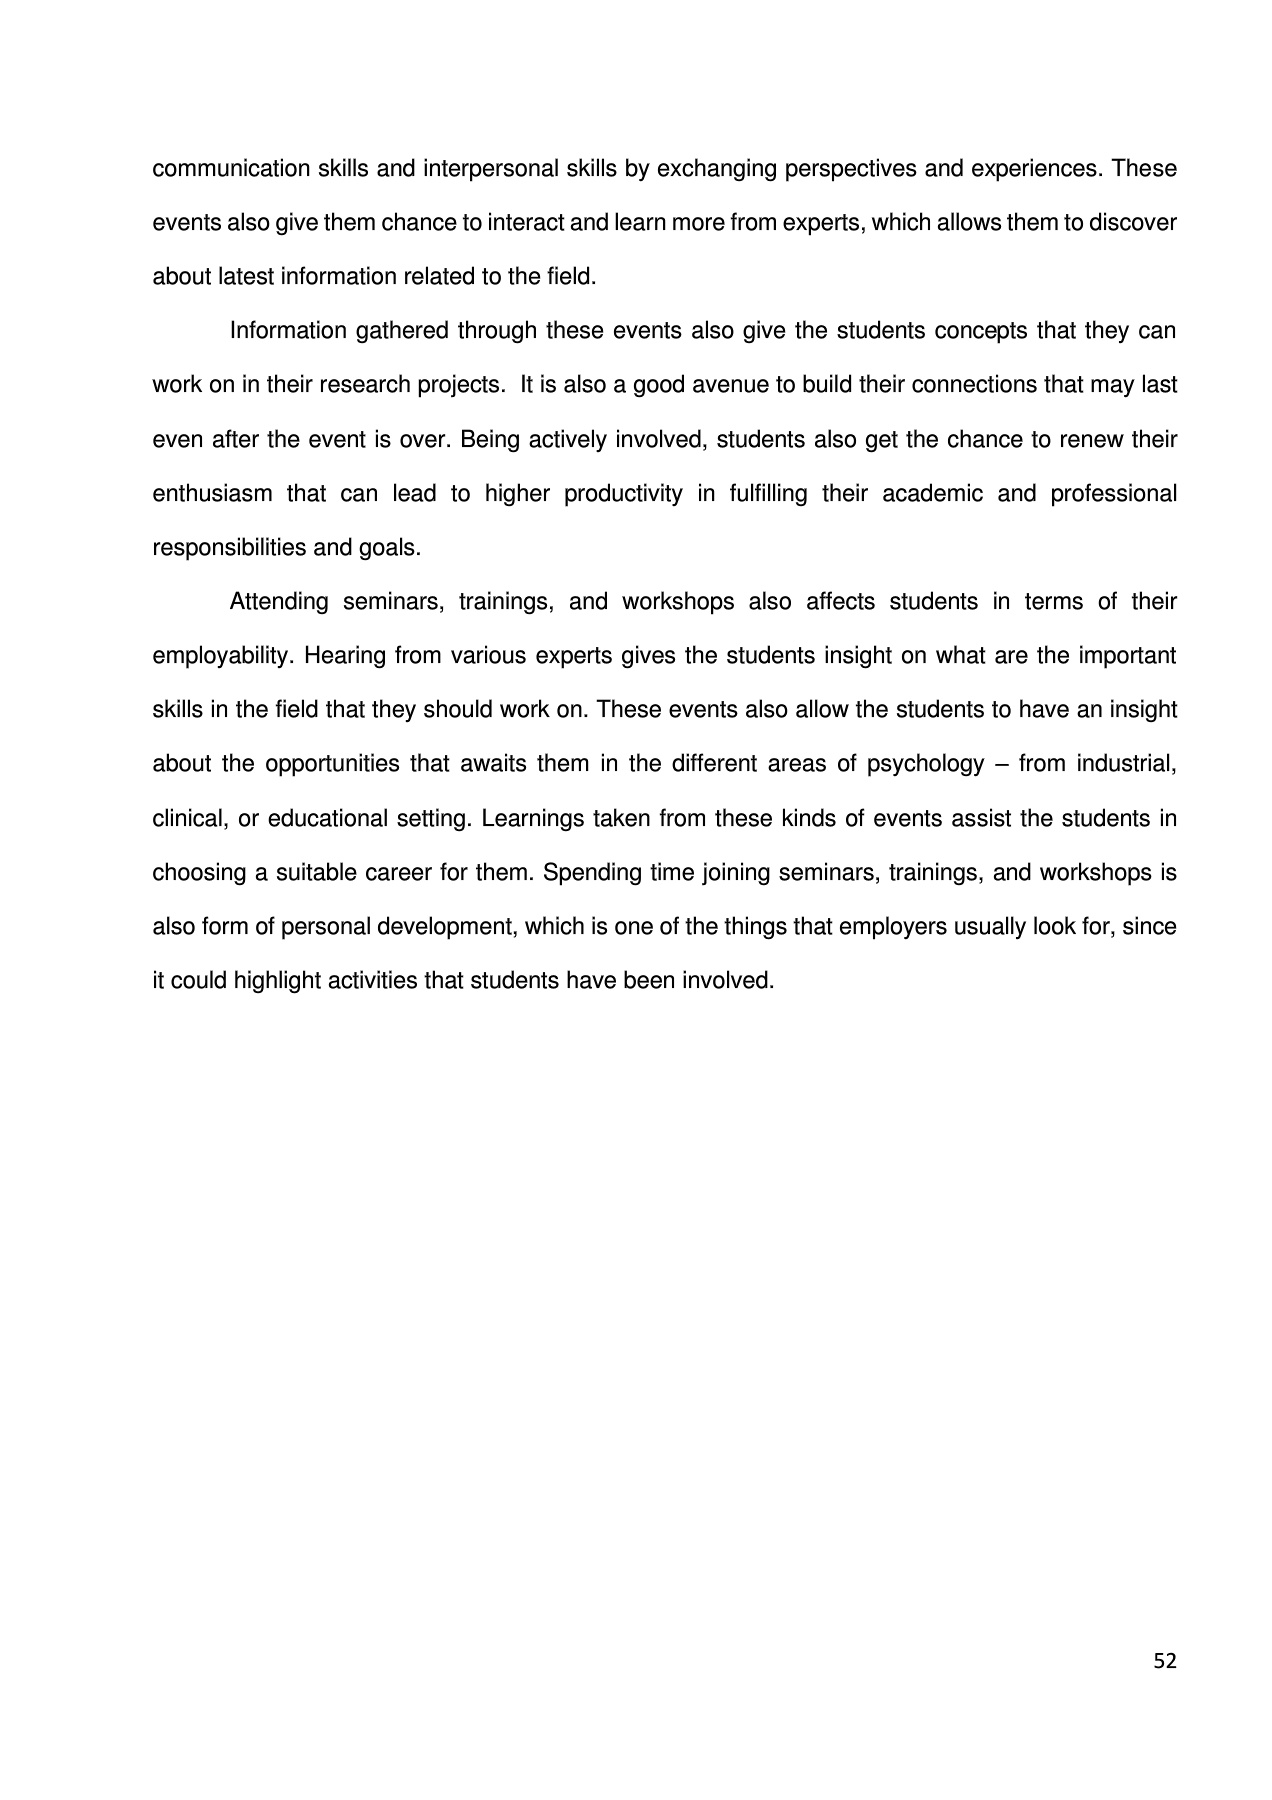 communication skills and interpersonal skills by exchanging perspectives and experiences. These
events also give them chance to interact and learn more from experts, which allows them to discover
about latest information related to the field.
Information gathered through these events also give the students concepts that they can
work on in their research projects.  It is also a good avenue to build their connections that may last
even after the event is over. Being actively involved, students also get the chance to renew their
enthusiasm that can lead to higher productivity in fulfilling their academic and professional
responsibilities and goals.
Attending seminars, trainings, and workshops also affects students in terms of their
employability. Hearing from various experts gives the students insight on what are the important
skills in the field that they should work on. These events also allow the students to have an insight
about the opportunities that awaits them in the different areas of psychology – from industrial,
clinical, or educational setting. Learnings taken from these kinds of events assist the students in
choosing a suitable career for them. Spending time joining seminars, trainings, and workshops is
also form of personal development, which is one of the things that employers usually look for, since
it could highlight activities that students have been involved.
52